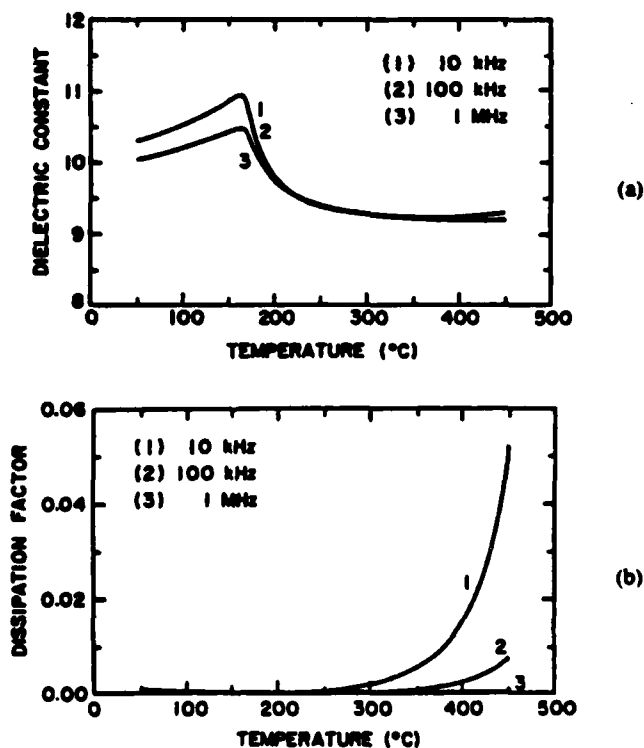 12
11
10
9
8
DIELECTRIC CONSTANT
(1) 10 kHz
(2) 100 kHz
(3) 1 MHz
1
2
3
0 100 200 300 400 500
TEMPERATURE (°C)
(a)
0.06
0.04
0.02
0.00
DISSIPATION FACTOR
(1) 10 kHz
(2) 100 kHz
(3) 1 MHz
1
2
3
0 100 200 300 400 500
TEMPERATURE (°C)
(b)